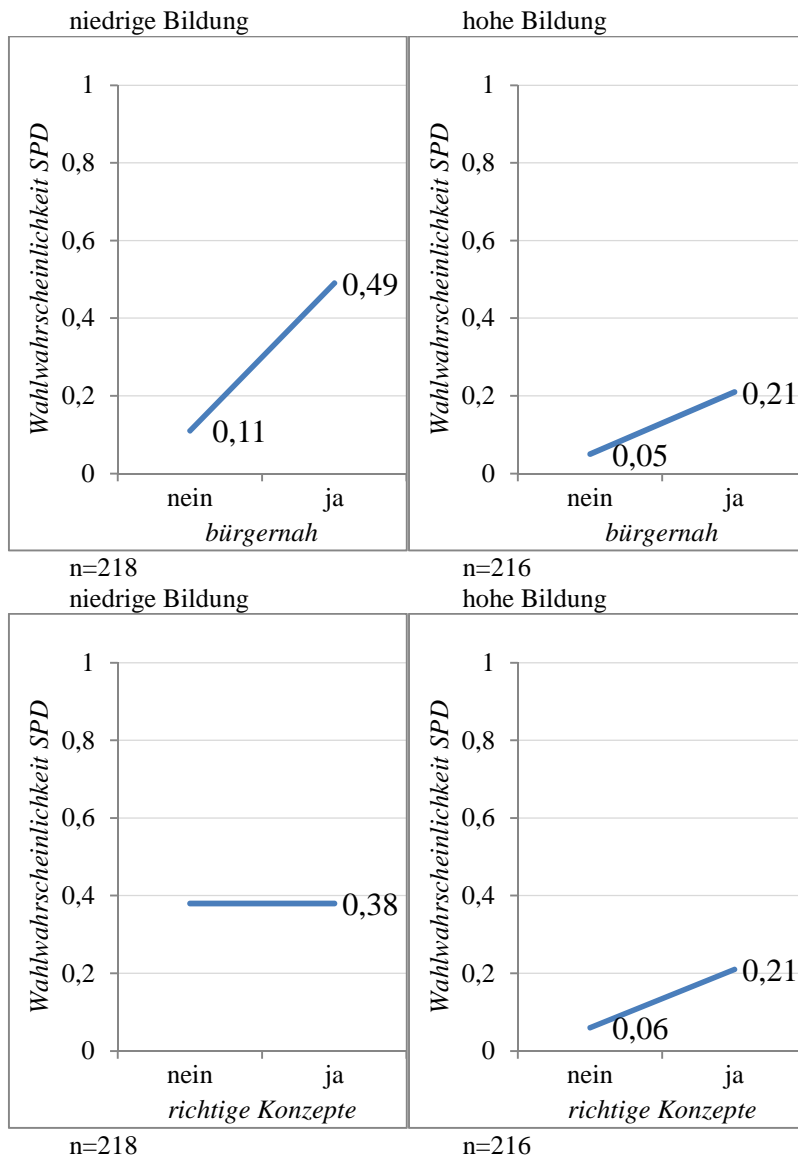 niedrige Bildung
Wahlwahrscheinlichkeit SPD
1
0,8
0,6
0,4
0,2
0
0,49
0,11
nein ja
bürgernah
n=218
hohe Bildung
Wahlwahrscheinlichkeit SPD
1
0,8
0,6
0,4
0,2
0
0,21
0,05
nein ja
bürgernah
n=216
niedrige Bildung
Wahlwahrscheinlichkeit SPD
1
0,8
0,6
0,4
0,2
0
0,38
nein ja
richtige Konzepte
n=218
hohe Bildung
Wahlwahrscheinlichkeit SPD
1
0,8
0,6
0,4
0,2
0
0,21
0,06
nein ja
richtige Konzepte
n=216